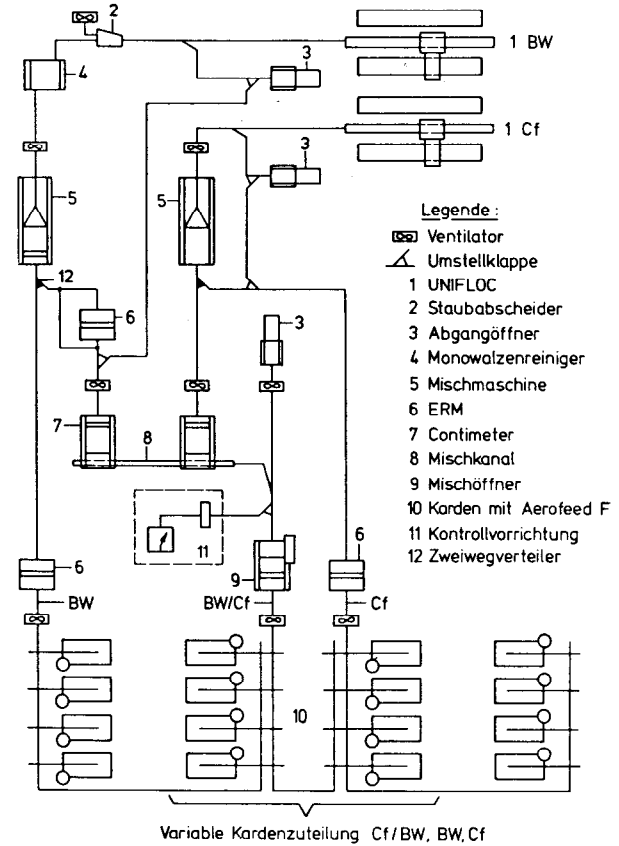 2
1 BW
3
4
1 Cf
3
5
5
Legende :
Ventilator
Umstellklappe
1 UNIFLOC
2 Staubabscheider
3 Abgangöffner
4 Monowalzenreiniger
5 Mischmaschine
6 ERM
7 Contimeter
8 Mischkanal
9 Mischöffner
10 Karden mit Aerofeed F
11 Kontrollvorrichtung
12 Zweiwegverteiler
12
6
3
7
8
11
6
9
6
BW
BW/Cf
Cf
10
Variable Kardenzuteilung Cf/BW, BW, Cf